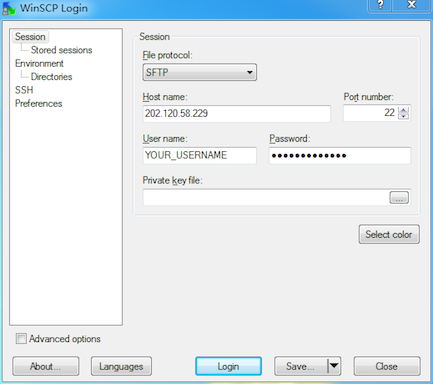 WinSCP Login
Session
Stored sessions
Environment
Directories
SSH
Preferences
Session
File protocol:
SFTP
Host name:
Port number:
202.120.58.229
22
User name:
Password:
YOUR_USERNAME
●●●●●●●●●●●●●
Private key file:
...
Select color
Advanced options
About...
Languages
Login
Save...
Close